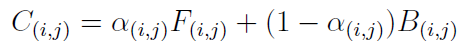 C_{(i,j)} = α_{(i,j)}F_{(i,j)} + (1 − α_{(i,j)})B_{(i,j)}